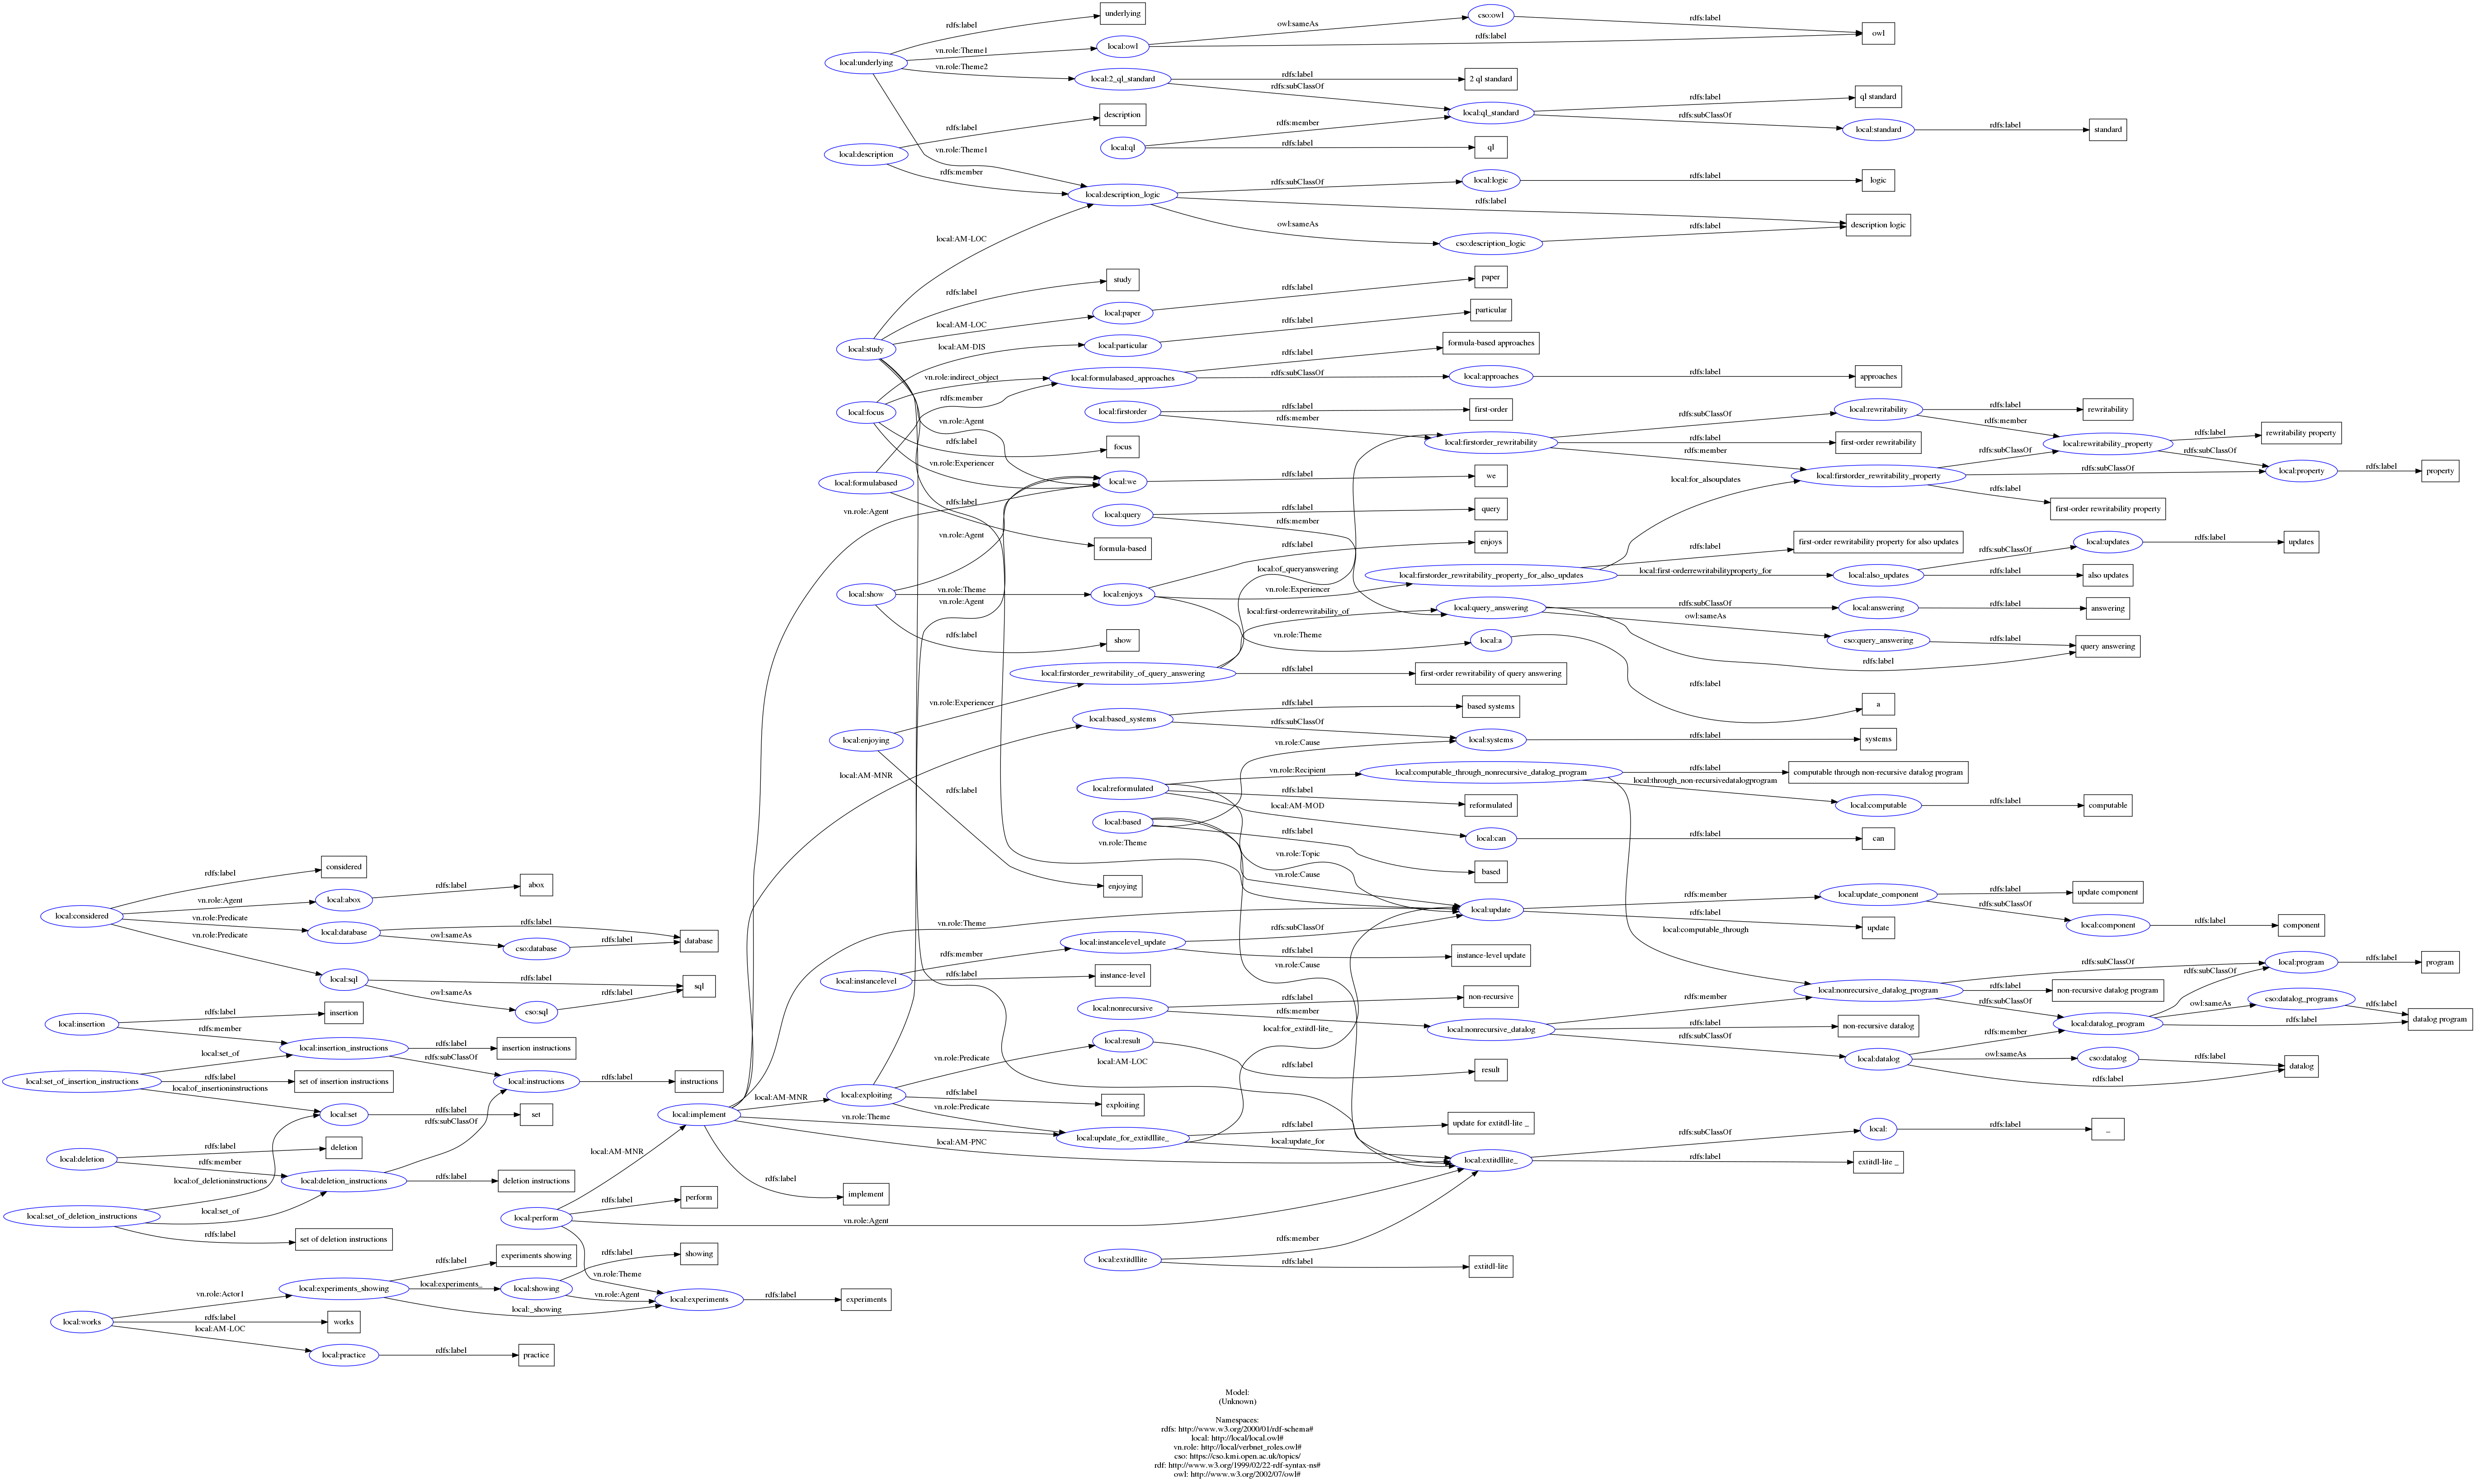 rdfs:label
underlying
cso:owl
rdfs:label
owl:sameAs
owl
local:underlying
vn.role:Theme1
local:owl
rdfs:label
vn.role:Theme2
local:2_ql_standard
rdfs:label
2 ql standard
rdfs:subClassOf
rdfs:label
ql standard
local:ql_standard
rdfs:label
description
rdfs:member
rdfs:subClassOf
local:standard
rdfs:label
standard
local:description
vn.role:Theme1
local:ql
rdfs:label
ql
rdfs:member
local:description_logic
rdfs:subClassOf
local:logic
rdfs:label
logic
rdfs:label
owl:sameAs
description logic
local:AM-LOC
cso:description_logic
rdfs:label
rdfs:label
study
rdfs:label
paper
local:AM-LOC
local:paper
rdfs:label
particular
local:study
local:AM-DIS
local:particular
rdfs:label
formula-based approaches
vn.role:indirect_object
local:formulabased_approaches
rdfs:subClassOf
local:approaches
rdfs:label
approaches
rdfs:member
local:focus
vn.role:Agent
local:firstorder
rdfs:label
first-order
rdfs:member
rdfs:subClassOf
local:rewritability
rdfs:label
rewritability
rdfs:label
focus
local:firstorder_rewritability
rdfs:label
first-order rewritability
rdfs:member
local:rewritability_property
rdfs:label
rewritability property
rdfs:member
rdfs:subClassOf
rdfs:subClassOf
vn.role:Experiencer
local:formulabased
local:we
rdfs:label
we
local:for_alsoupdates
local:firstorder_rewritability_property
rdfs:subClassOf
local:property
rdfs:label
property
rdfs:label
vn.role:Agent
local:query
rdfs:label
query
rdfs:member
rdfs:label
first-order rewritability property
vn.role:Agent
formula-based
rdfs:label
enjoys
rdfs:label
first-order rewritability property for also updates
rdfs:subClassOf
local:updates
rdfs:label
updates
local:of_queryanswering
local:firstorder_rewritability_property_for_also_updates
local:first-orderrewritabilityproperty_for
local:also_updates
rdfs:label
also updates
local:show
vn.role:Theme
local:enjoys
vn.role:Experiencer
vn.role:Agent
local:first-orderrewritability_of
local:query_answering
rdfs:subClassOf
local:answering
rdfs:label
answering
owl:sameAs
rdfs:label
show
vn.role:Theme
local:a
cso:query_answering
rdfs:label
query answering
rdfs:label
local:firstorder_rewritability_of_query_answering
rdfs:label
first-order rewritability of query answering
rdfs:label
a
vn.role:Experiencer
local:based_systems
rdfs:label
based systems
rdfs:subClassOf
local:enjoying
vn.role:Cause
local:systems
rdfs:label
systems
local:AM-MNR
vn.role:Recipient
local:computable_through_nonrecursive_datalog_program
rdfs:label
computable through non-recursive datalog program
rdfs:label
local:reformulated
rdfs:label
reformulated
local:AM-MOD
local:through_non-recursivedatalogprogram
local:computable
rdfs:label
computable
local:based
rdfs:label
local:can
rdfs:label
can
vn.role:Theme
vn.role:Topic
based
vn.role:Cause
considered
rdfs:label
enjoying
rdfs:label
abox
local:considered
vn.role:Agent
local:abox
rdfs:member
local:update_component
rdfs:label
update component
vn.role:Predicate
local:database
rdfs:label
vn.role:Theme
local:update
rdfs:label
update
rdfs:subClassOf
local:component
rdfs:label
component
vn.role:Predicate
owl:sameAs
cso:database
rdfs:label
database
rdfs:member
local:instancelevel_update
rdfs:subClassOf
rdfs:label
instance-level update
local:computable_through
local:sql
rdfs:label
sql
local:instancelevel
rdfs:label
instance-level
vn.role:Cause
owl:sameAs
rdfs:label
cso:sql
local:nonrecursive
rdfs:label
non-recursive
rdfs:member
rdfs:member
local:nonrecursive_datalog_program
rdfs:subClassOf
rdfs:label
non-recursive datalog program
rdfs:subClassOf
rdfs:subClassOf
local:program
rdfs:label
program
local:insertion
rdfs:label
insertion
rdfs:member
local:for_extitdl-lite_
local:nonrecursive_datalog
rdfs:label
non-recursive datalog
rdfs:subClassOf
owl:sameAs
cso:datalog_programs
rdfs:label
local:datalog_program
rdfs:label
datalog program
rdfs:member
local:insertion_instructions
rdfs:label
insertion instructions
local:set_of
rdfs:subClassOf
vn.role:Predicate
local:result
local:AM-LOC
rdfs:label
result
local:datalog
owl:sameAs
cso:datalog
rdfs:label
datalog
rdfs:label
local:set_of_insertion_instructions
rdfs:label
set of insertion instructions
local:of_insertioninstructions
local:instructions
rdfs:label
instructions
local:AM-MNR
local:exploiting
rdfs:label
exploiting
vn.role:Predicate
local:set
rdfs:label
set
rdfs:subClassOf
local:implement
vn.role:Theme
rdfs:label
update for extitdl-lite _
local:update_for_extitdllite_
local:update_for
local:
rdfs:label
_
rdfs:subClassOf
local:deletion
rdfs:label
deletion
rdfs:member
local:AM-MNR
local:AM-PNC
local:extitdllite_
rdfs:label
extitdl-lite _
local:of_deletioninstructions
local:deletion_instructions
rdfs:label
deletion instructions
rdfs:label
implement
rdfs:label
perform
local:set_of_deletion_instructions
local:set_of
local:perform
vn.role:Agent
rdfs:label
set of deletion instructions
rdfs:member
rdfs:label
experiments showing
rdfs:label
showing
local:extitdllite
rdfs:label
extitdl-lite
vn.role:Theme
local:experiments_showing
local:experiments_
local:showing
vn.role:Agent
vn.role:Actor1
local:_showing
local:experiments
rdfs:label
experiments
local:works
rdfs:label
works
local:AM-LOC
local:practice
rdfs:label
practice
Model:
(Unknown)
Namespaces:
rdfs: http://www.w3.org/2000/01/rdf-schema#
local: http://local/local.owl#
vn.role: http://local/verbnet_roles.owl#
cso: https://cso.kmi.open.ac.uk/topics/
rdf: http://www.w3.org/1999/02/22-rdf-syntax-ns#
owl: http://www.w3.org/2002/07/owl#